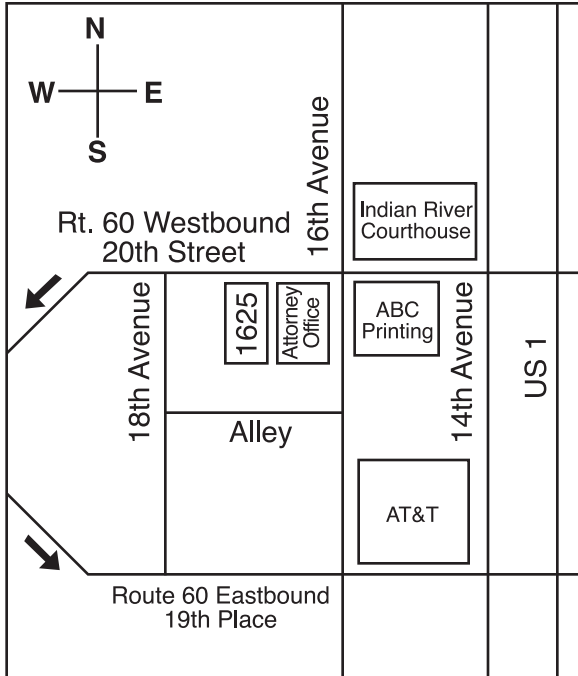 N
W E
S
16th Avenue
Indian River
Courthouse
Rt. 60 Westbound
20th Street
18th Avenue
1625
Attorney
Office
ABC
Printing
14th Avenue
US 1
Alley
AT&T
Route 60 Eastbound
19th Place